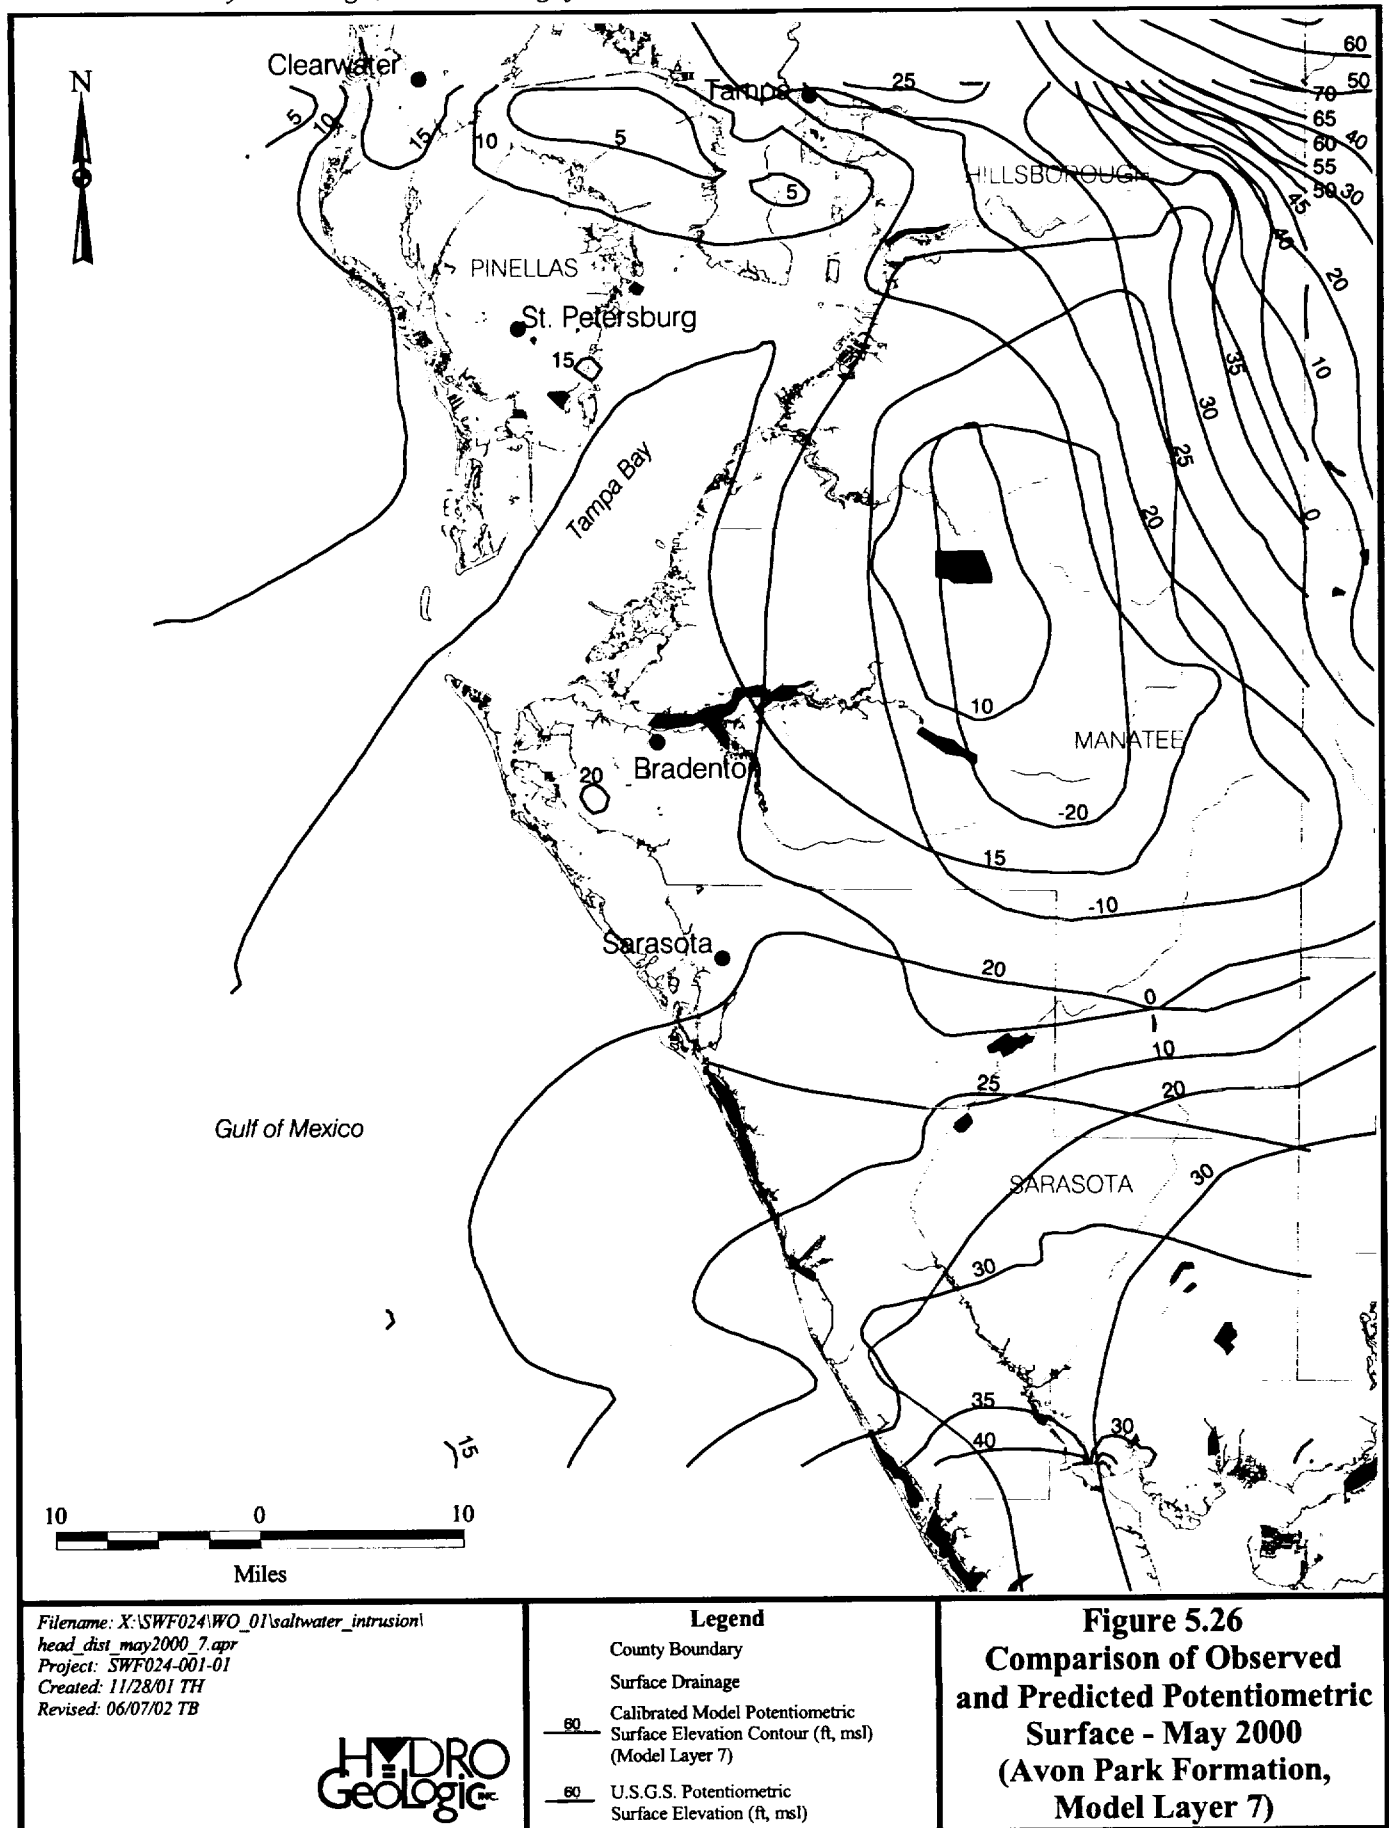 N
Clearwater
Tampa
25
60
50
70
65
60
55
50
40
30
45
40
5
10
15
10
5
5
HILLSBOROUGH
20
PINELLAS
St. Petersburg
15
35
10
30
25
20
0
Tampa Bay
10
MANATEE
Bradenton
20
-20
15
-10
Sarasota
20
0
10
25
20
Gulf of Mexico
SARASOTA
30
30
35
40
30
15
10 0 10
Miles
Filename: X:\SWF024\WO_01\saltwater_intrusion\
head_dist_may2000_7.apr
Project: SWF024-001-01
Created: 11/28/01 TH
Revised: 06/07/02 TB
HYDRO
GeoLogic INC.
Legend
County Boundary
Surface Drainage
60 Calibrated Model Potentiometric
Surface Elevation Contour (ft, msl)
(Model Layer 7)
60 U.S.G.S. Potentiometric
Surface Elevation (ft, msl)
Figure 5.26
Comparison of Observed
and Predicted Potentiometric
Surface - May 2000
(Avon Park Formation,
Model Layer 7)